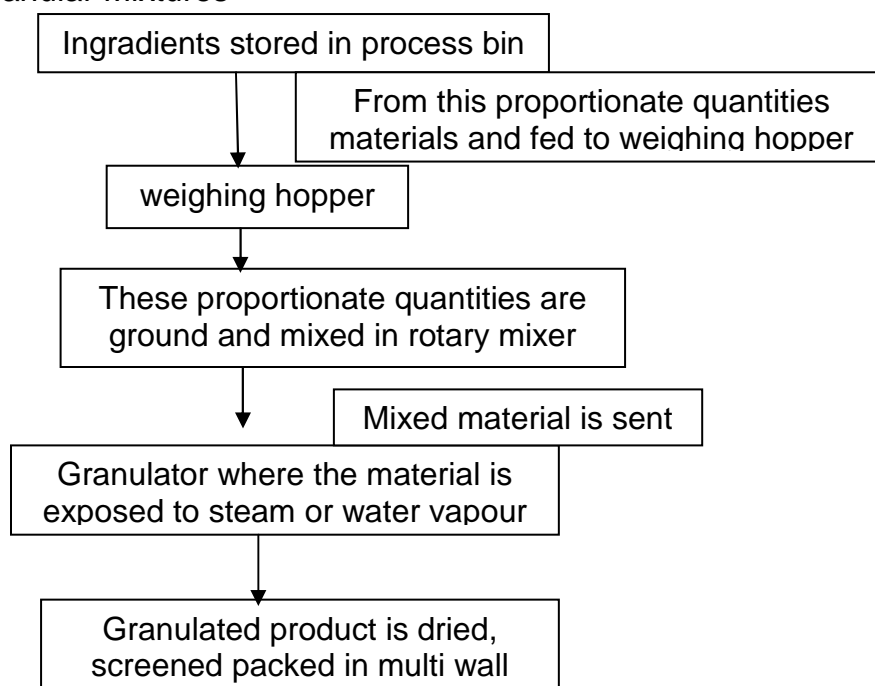 Ingradients stored in process bin
From this proportionate quantities
materials and fed to weighing hopper
weighing hopper
These proportionate quantities are
ground and mixed in rotary mixer
Mixed material is sent
Granulator where the material is
exposed to steam or water vapour
Granulated product is dried,
screened packed in multi wall